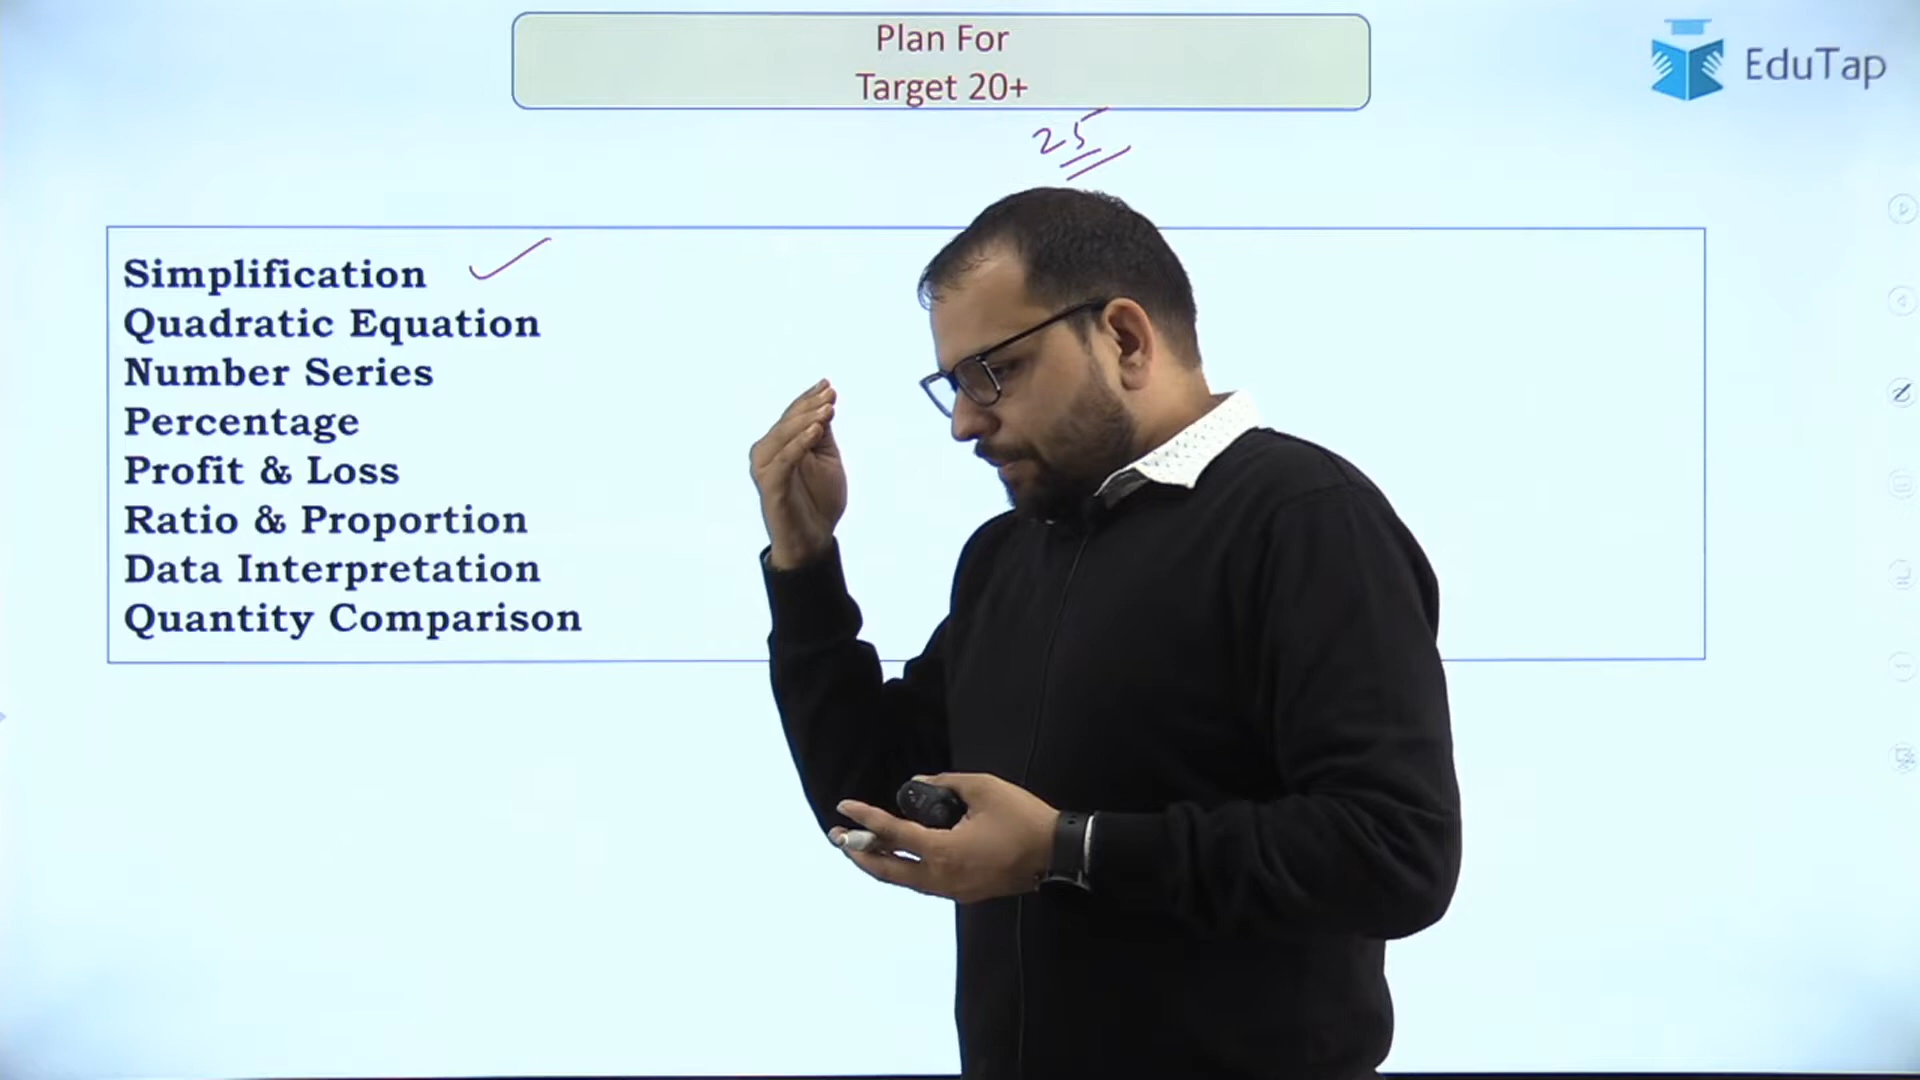 Plan For
Target 20+
EduTap
25
Simplification
Quadratic Equation
Number Series
Percentage
Profit & Loss
Ratio & Proportion
Data Interpretation
Quantity Comparison